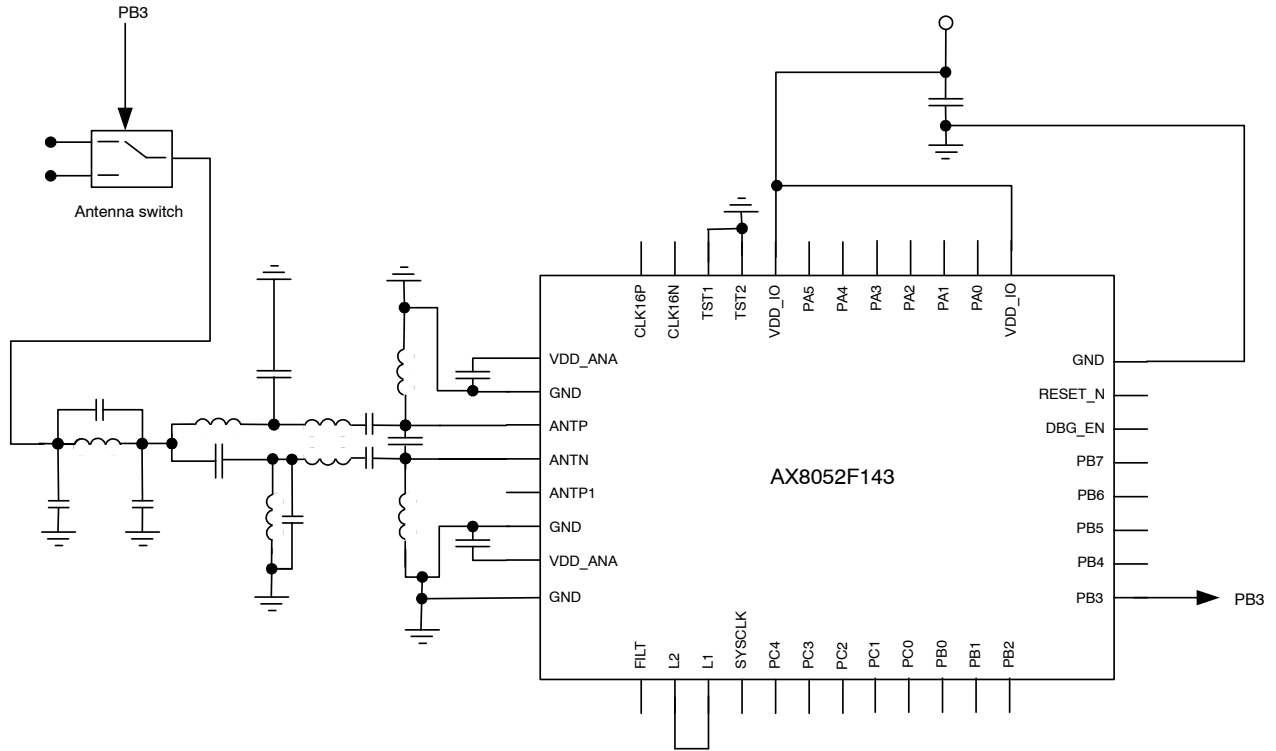 PB3
Antenna switch
CLK16P
CLK16N
TST1
TST2
VDD_IO
PA5
PA4
PA3
PA2
PA1
PA0
VDD_IO
VDD_ANA
GND
ANTP
ANTN
ANTP1
GND
VDD_ANA
GND
AX8052F143
GND
RESET_N
DBG_EN
PB7
PB6
PB5
PB4
PB3
PB3
FILT
L2
L1
SYSCLK
PC4
PC3
PC2
PC1
PC0
PB0
PB1
PB2